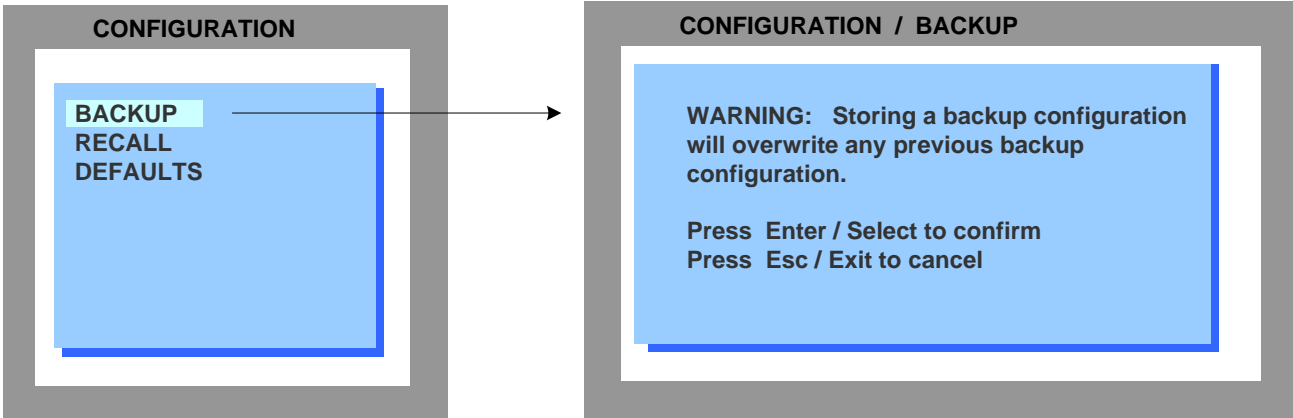 CONFIGURATION
BACKUP
RECALL
DEFAULTS
CONFIGURATION / BACKUP
WARNING: Storing a backup configuration
will overwrite any previous backup
configuration.
Press Enter / Select to confirm
Press Esc / Exit to cancel